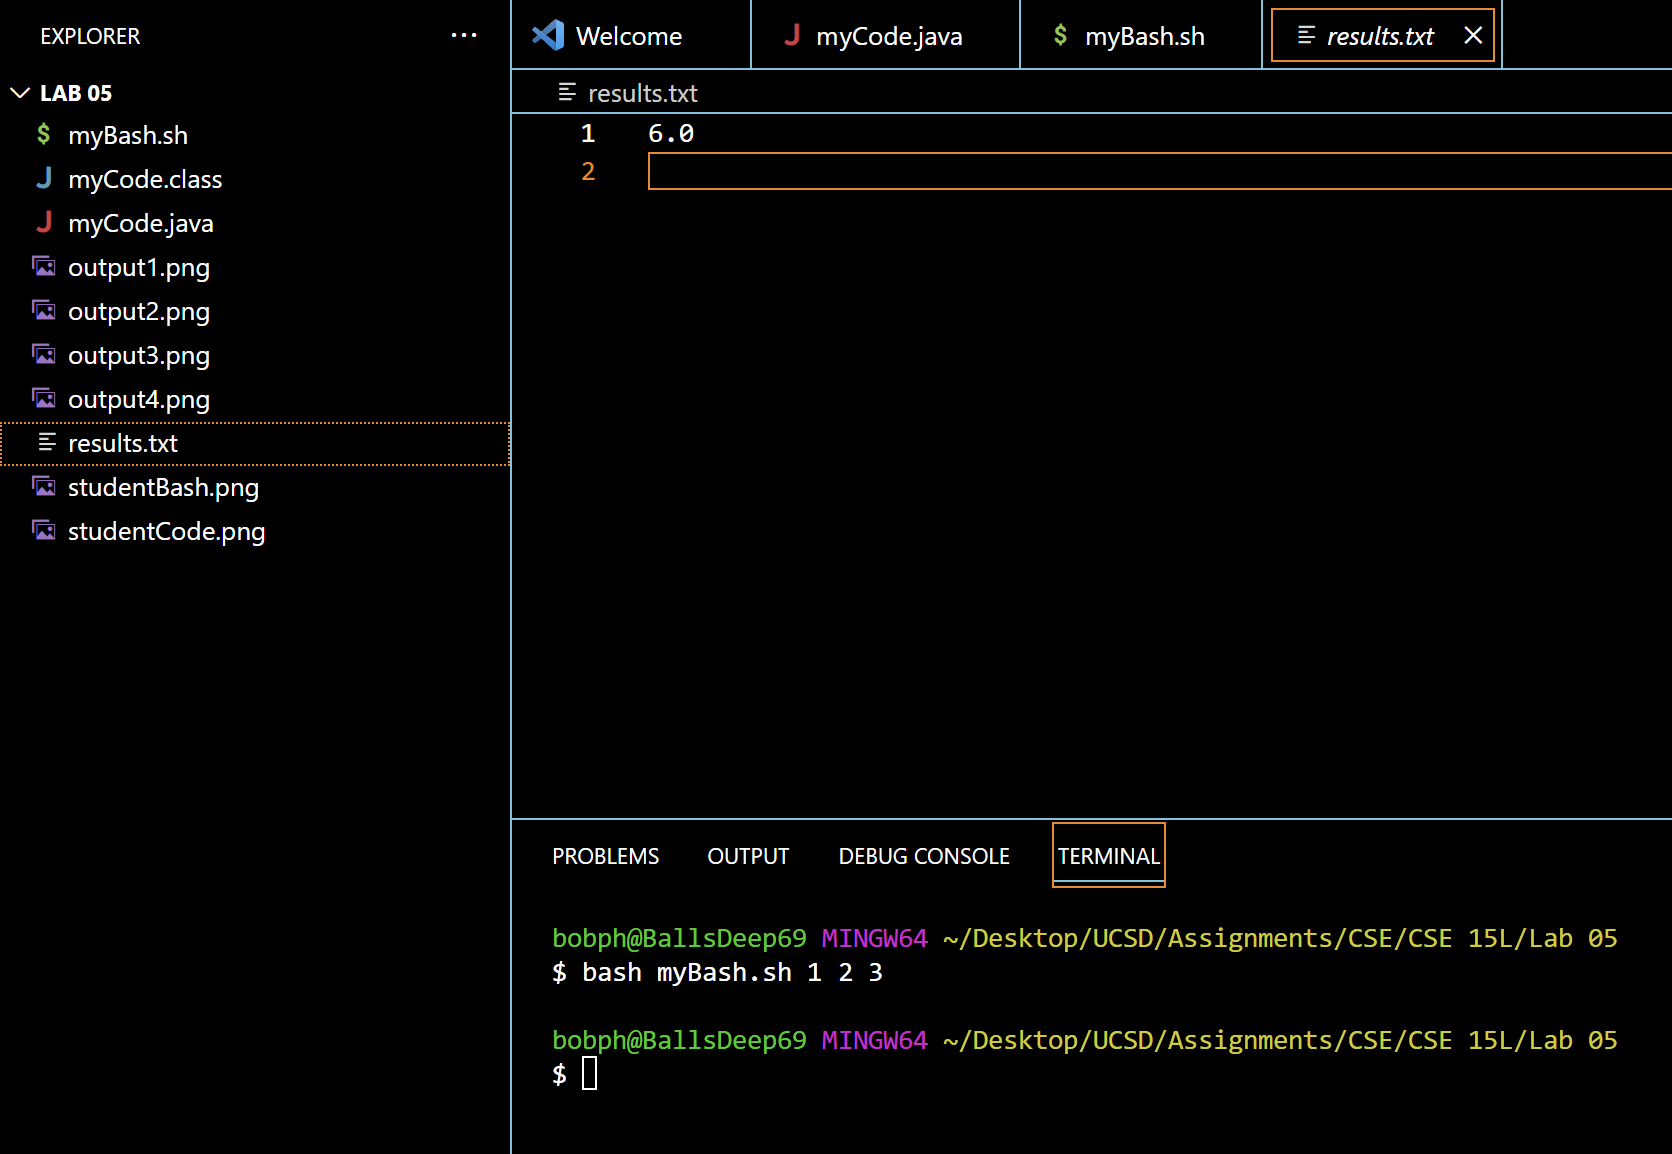 EXPLORER ...
LAB 05
$ myBash.sh
J myCode.class
J myCode.java
output1.png
output2.png
output3.png
output4.png
results.txt
studentBash.png
studentCode.png
Welcome J myCode.java $ myBash.sh results.txt
results.txt
1 6.0
2
PROBLEMS OUTPUT DEBUG CONSOLE TERMINAL
bobph@BallsDeep69 MINGW64 ~/Desktop/UCSD/Assignments/CSE/CSE 15L/Lab 05
$ bash myBash.sh 1 2 3
bobph@BallsDeep69 MINGW64 ~/Desktop/UCSD/Assignments/CSE/CSE 15L/Lab 05
$